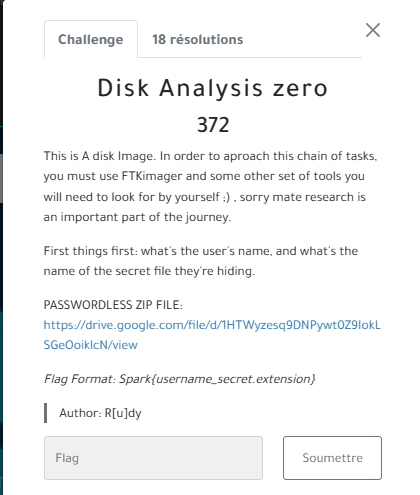 Challenge
18 résolutions
Disk Analysis zero
372
This is A disk Image. In order to aproach this chain of tasks,
you must use FTKimager and some other set of tools you
will need to look for by yourself ;) , sorry mate research is
an important part of the journey.
First things first: what's the user's name, and what's the
name of the secret file they're hiding.
PASSWORDLESS ZIP FILE:
https://drive.google.com/file/d/1HTWyzesq9DNPywt0Z9IokL
SGeOoiklcN/view
Flag Format: Spark{username_secret.extension}
Author: R[u]dy
Flag
Soumettre